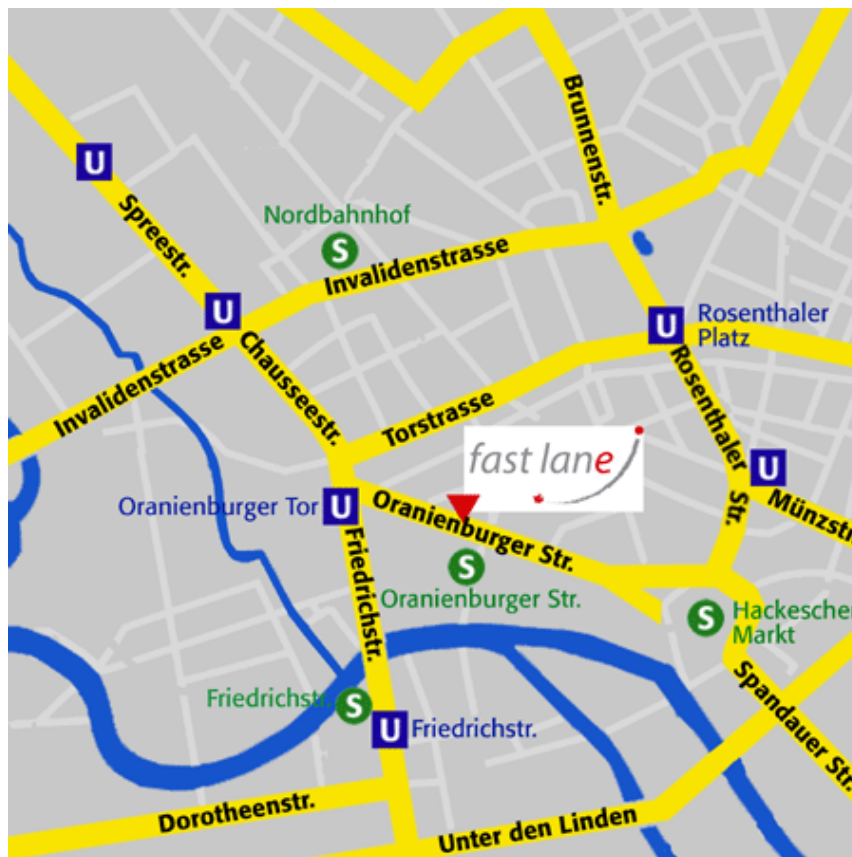 Brunnenstr.
U
Spreestr.
Nordbahnhof
S
Invalidenstrasse
U
Rosenthaler
Platz
U
Invalidenstrasse
Chausseestr.
Torstrasse
Rosenthaler
Str.
fast lane
U
Münzstr
Oranienburger Tor
U
Oranienburger Str.
S
Oranienburger Str.
Friedrichstr.
S
Hackescher
Markt
Friedrichstr.
S
U
Friedrichstr.
Spandauer Str.
Dorotheenstr.
Unter den Linden